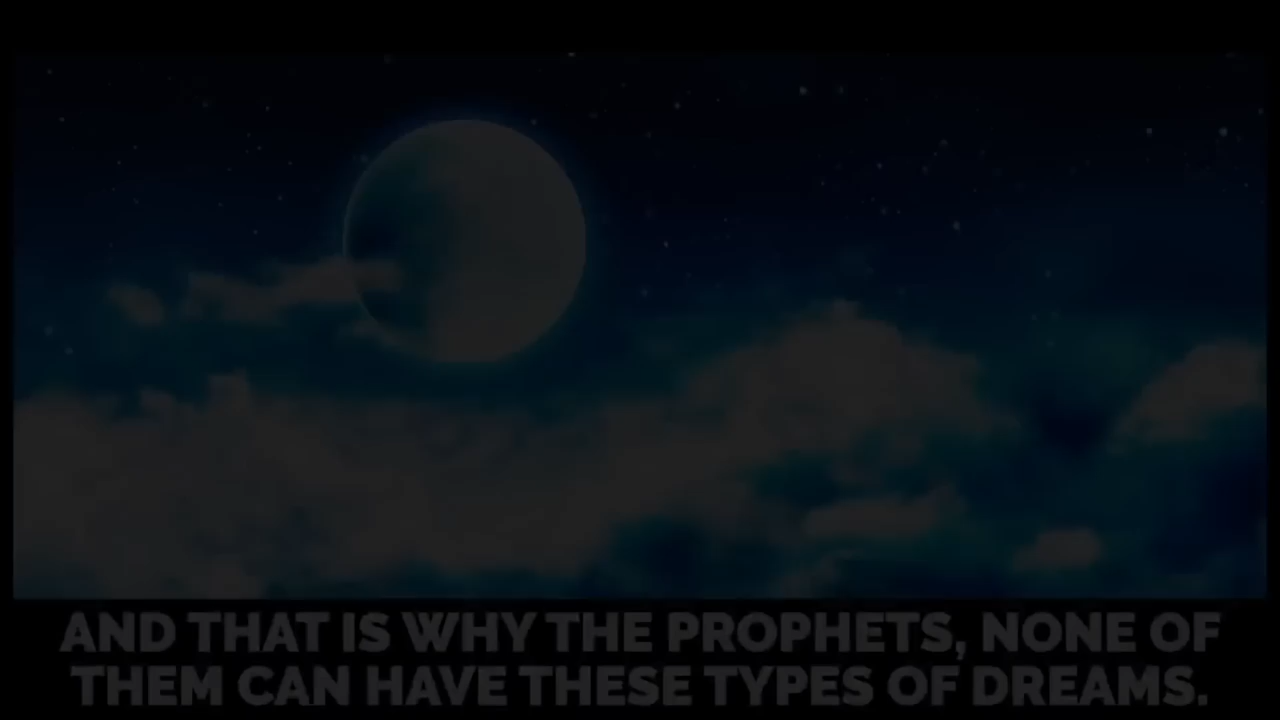 AND THAT IS WHY THE PROPHETS, NONE OF
THEM CAN HAVE THESE TYPES OF DREAMS.